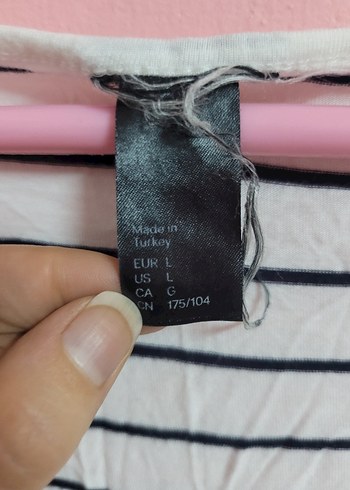 Made in
Turkey
EUR L
US L
CA G
CN 175/104